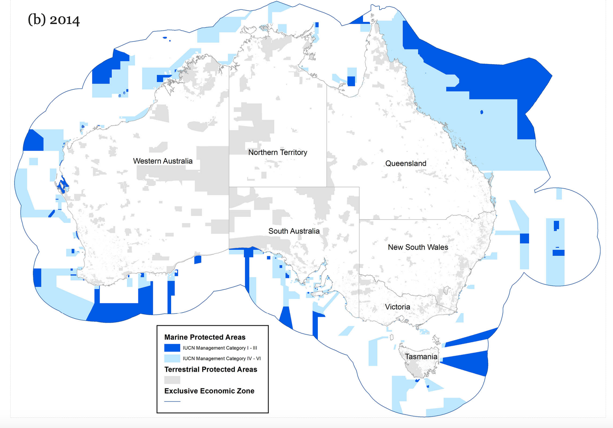 (b) 2014
Northern Territory
Western Australia
Queensland
South Australia
New South Wales
Victoria
Tasmania
Marine Protected Areas
IUCN Management Category I - III
IUCN Management Category IV - VI
Terrestrial Protected Areas
Exclusive Economic Zone